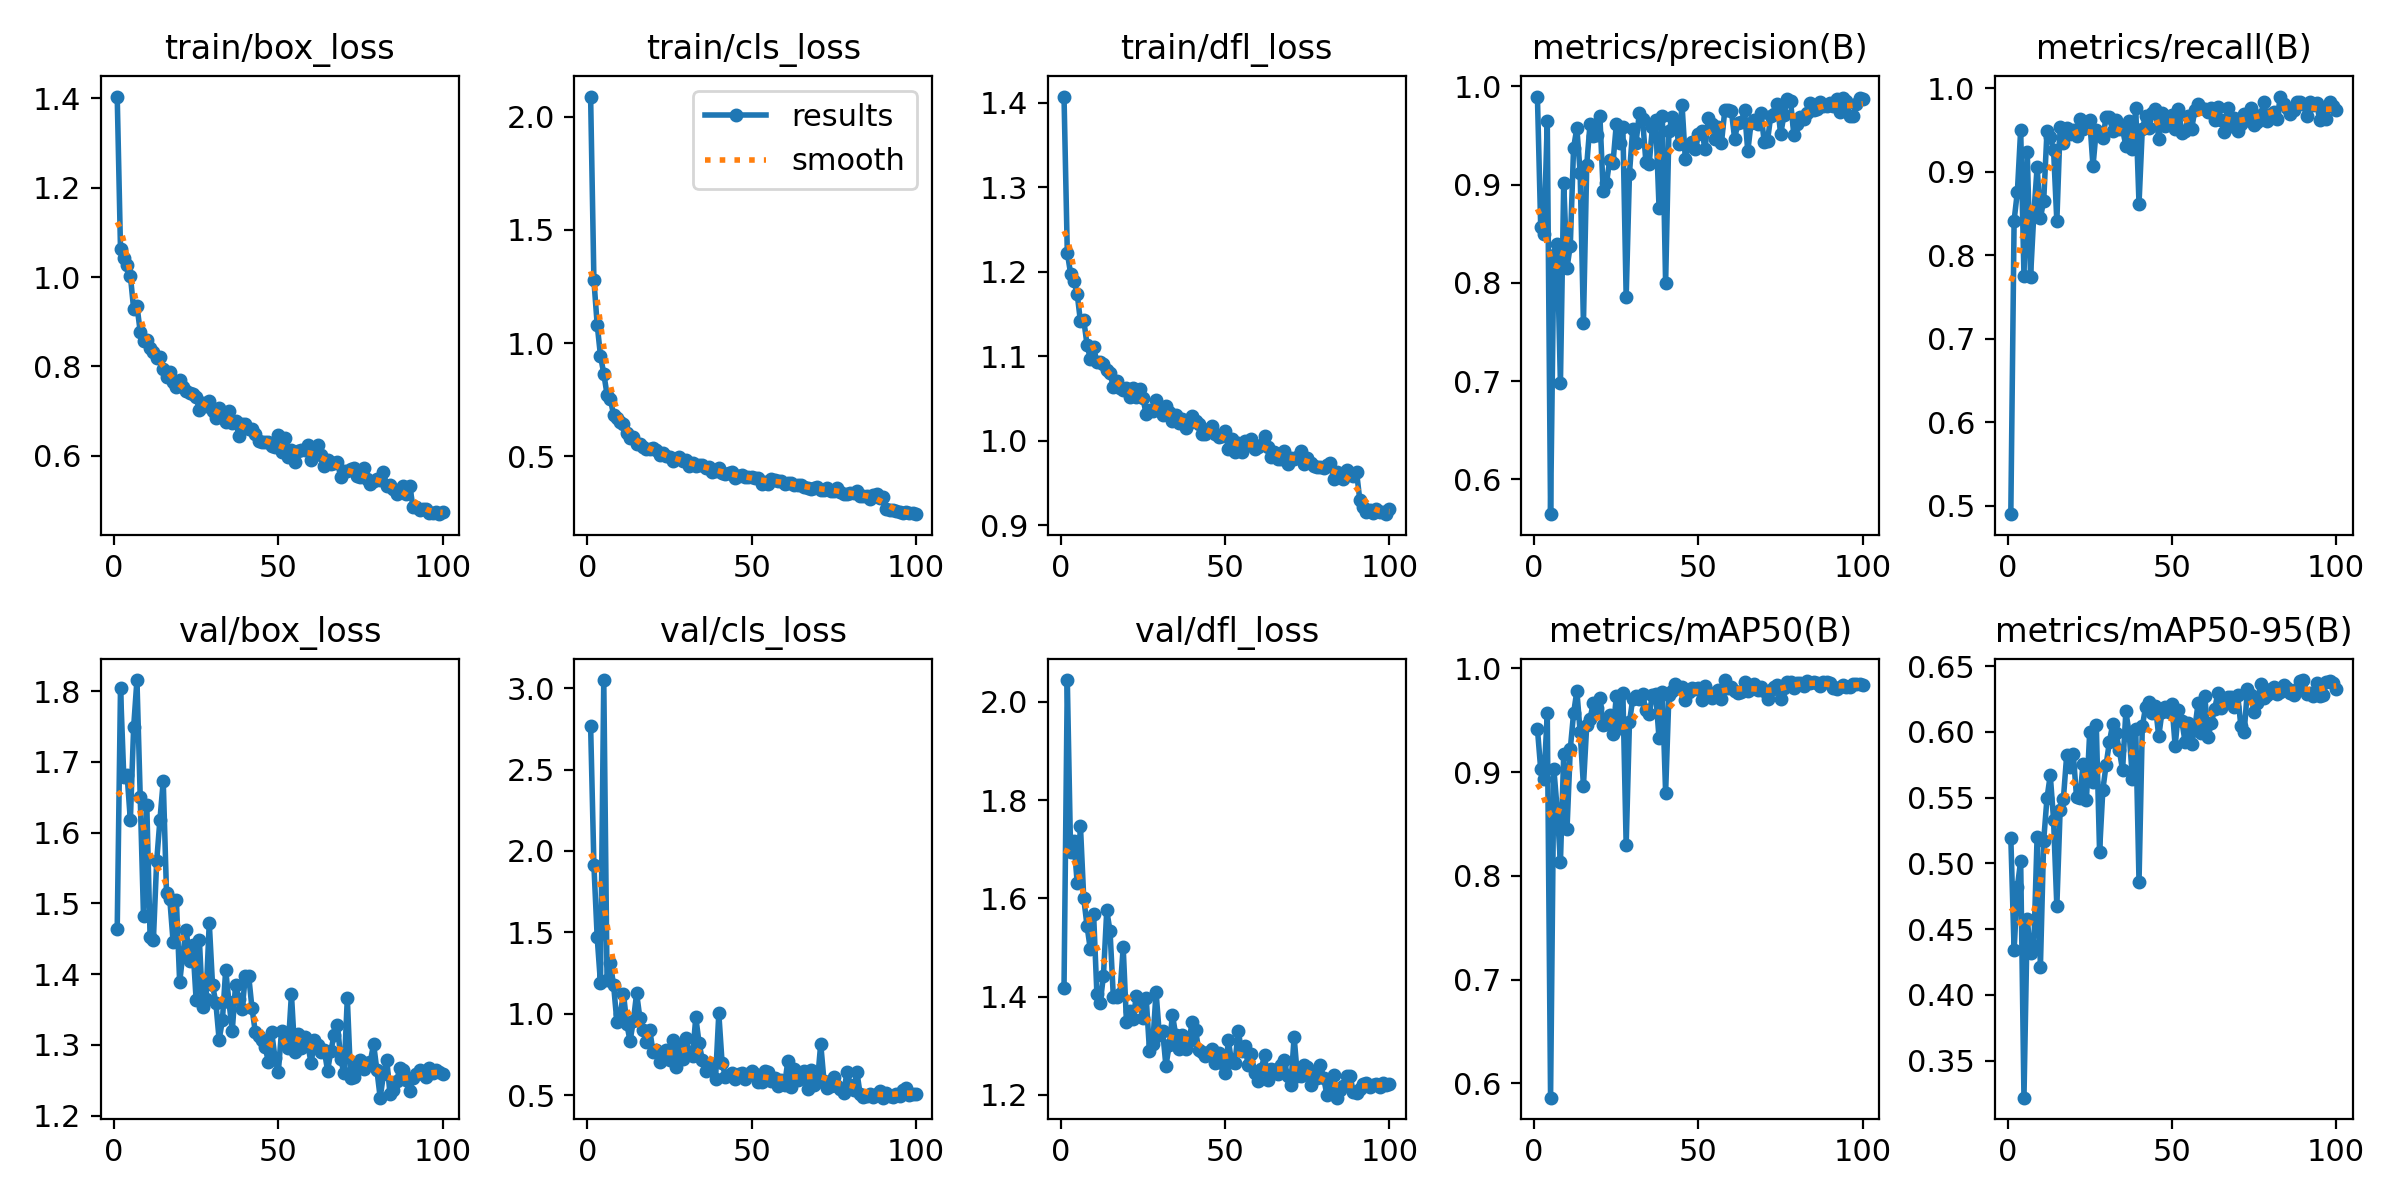 train/box_loss
1.4
1.2
1.0
0.8
0.6
0 50 100
train/cls_loss
results
smooth
2.0
1.5
1.0
0.5
0 50 100
train/dfl_loss
1.4
1.3
1.2
1.1
1.0
0.9
0 50 100
metrics/precision(B)
1.0
0.9
0.8
0.7
0.6
0 50 100
metrics/recall(B)
1.0
0.9
0.8
0.7
0.6
0.5
0 50 100
val/box_loss
1.8
1.7
1.6
1.5
1.4
1.3
1.2
0 50 100
val/cls_loss
3.0
2.5
2.0
1.5
1.0
0.5
0 50 100
val/dfl_loss
2.0
1.8
1.6
1.4
1.2
0 50 100
metrics/mAP50(B)
1.0
0.9
0.8
0.7
0.6
0 50 100
metrics/mAP50-95(B)
0.65
0.60
0.55
0.50
0.45
0.40
0.35
0 50 100